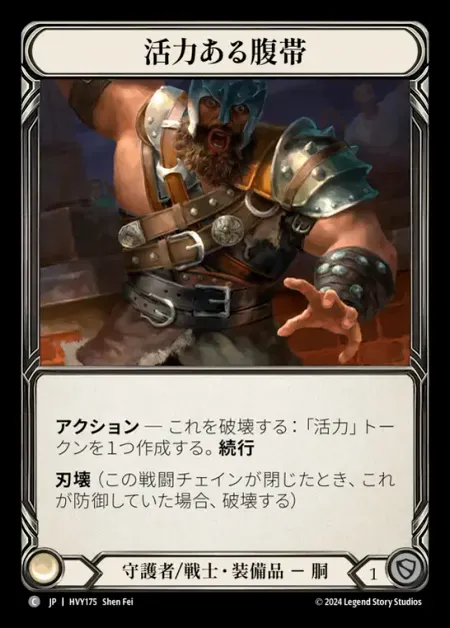 活力ある腹帯
アクション ― これを破壊する：「活力」トー
クンを1つ作成する。続行
刃壊（この戦闘チェインが閉じたとき、これ
が防御していた場合、破壊する）
守護者/戦士・装備品 － 胴
1
C JP | HVY175 Shen Fei
© 2024 Legend Story Studios